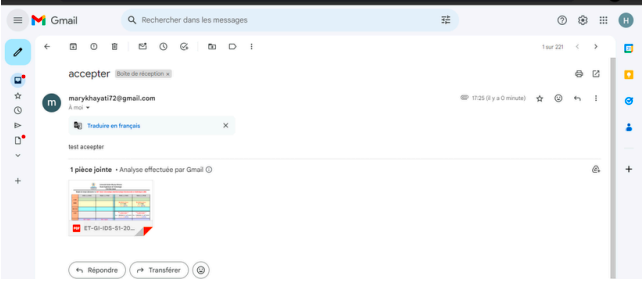 Gmail
Rechercher dans les messages
H
1 sur 221
accepter Boîte de réception x
m
marykhayati72@gmail.com
17:25 (il y a 0 minute)
À moi
Traduire en français
test aceepter
1 pièce jointe • Analyse effectuée par Gmail
PDF ET-GI-IDS-S1-20...
Répondre
Transférer